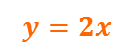 y = 2x